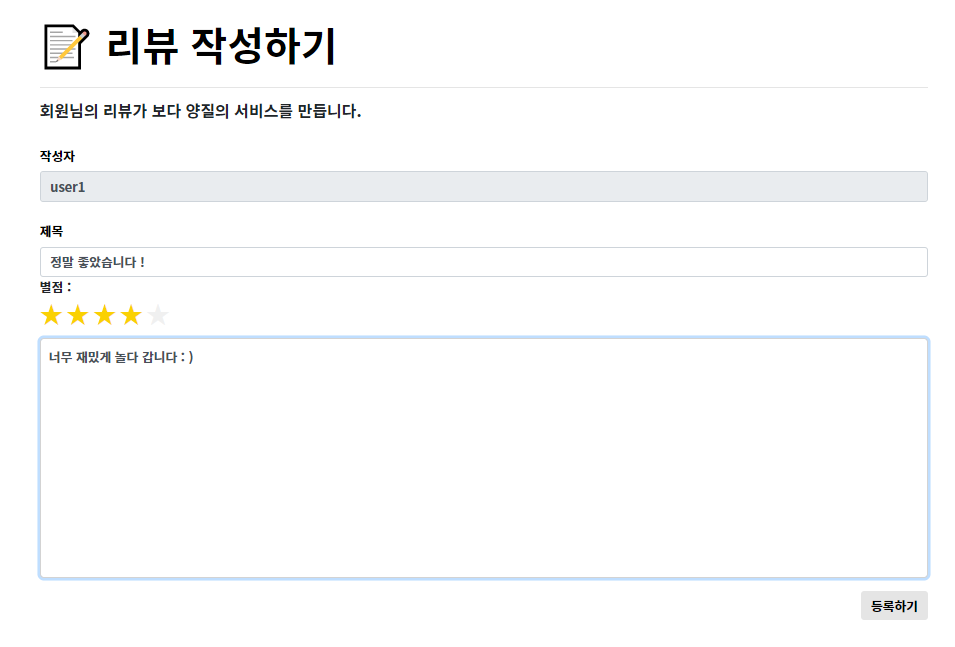 리뷰 작성하기
회원님의 리뷰가 보다 양질의 서비스를 만듭니다.
작성자
user1
제목
정말 좋았습니다 !
별점 :
너무 재밌게 놀다 갑니다 : )
등록하기